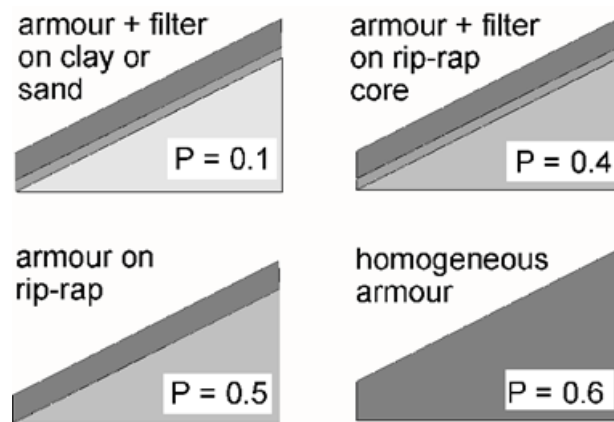 armour + filter
on clay or
sand
P = 0.1
armour + filter
on rip-rap
core
P = 0.4
armour on
rip-rap
P = 0.5
homogeneous
armour
P = 0.6